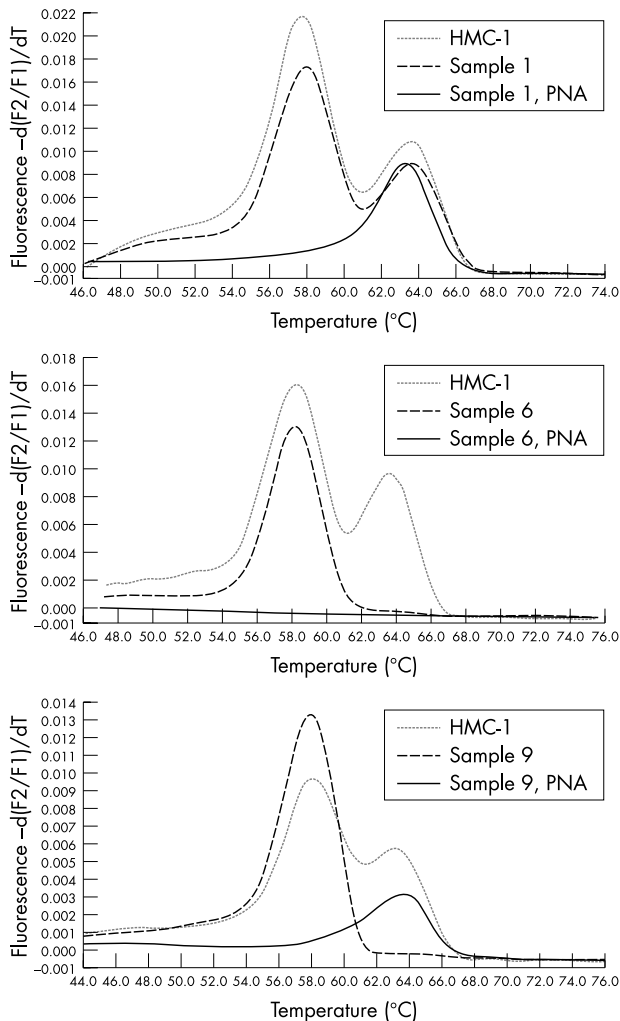 0.022
0.020
0.018
0.016
0.014
0.012
0.010
0.008
0.006
0.004
0.002
0.000
–0.001
Fluorescence –d(F2/F1)/dT
HMC-1
Sample 1
Sample 1, PNA
46.0 48.0 50.0 52.0 54.0 56.0 58.0 60.0 62.0 64.0 66.0 68.0 70.0 72.0 74.0
Temperature (°C)
0.018
0.016
0.014
0.012
0.010
0.008
0.006
0.004
0.002
0.000
–0.001
Fluorescence –d(F2/F1)/dT
HMC-1
Sample 6
Sample 6, PNA
46.0 48.0 50.0 52.0 54.0 56.0 58.0 60.0 62.0 64.0 66.0 68.0 70.0 72.0 74.0 76.0
Temperature (°C)
0.014
0.013
0.011
0.010
0.009
0.008
0.007
0.006
0.005
0.004
0.003
0.001
0.000
–0.001
Fluorescence –d(F2/F1)/dT
HMC-1
Sample 9
Sample 9, PNA
44.0 46.0 48.0 50.0 52.0 54.0 56.0 58.0 60.0 62.0 64.0 66.0 68.0 70.0 72.0 74.0 76.0
Temperature (°C)